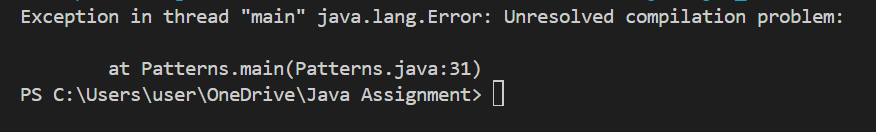 Exception in thread "main" java.lang.Error: Unresolved compilation problem:
at Patterns.main(Patterns.java:31)
PS C:\Users\user\OneDrive\Java Assignment>